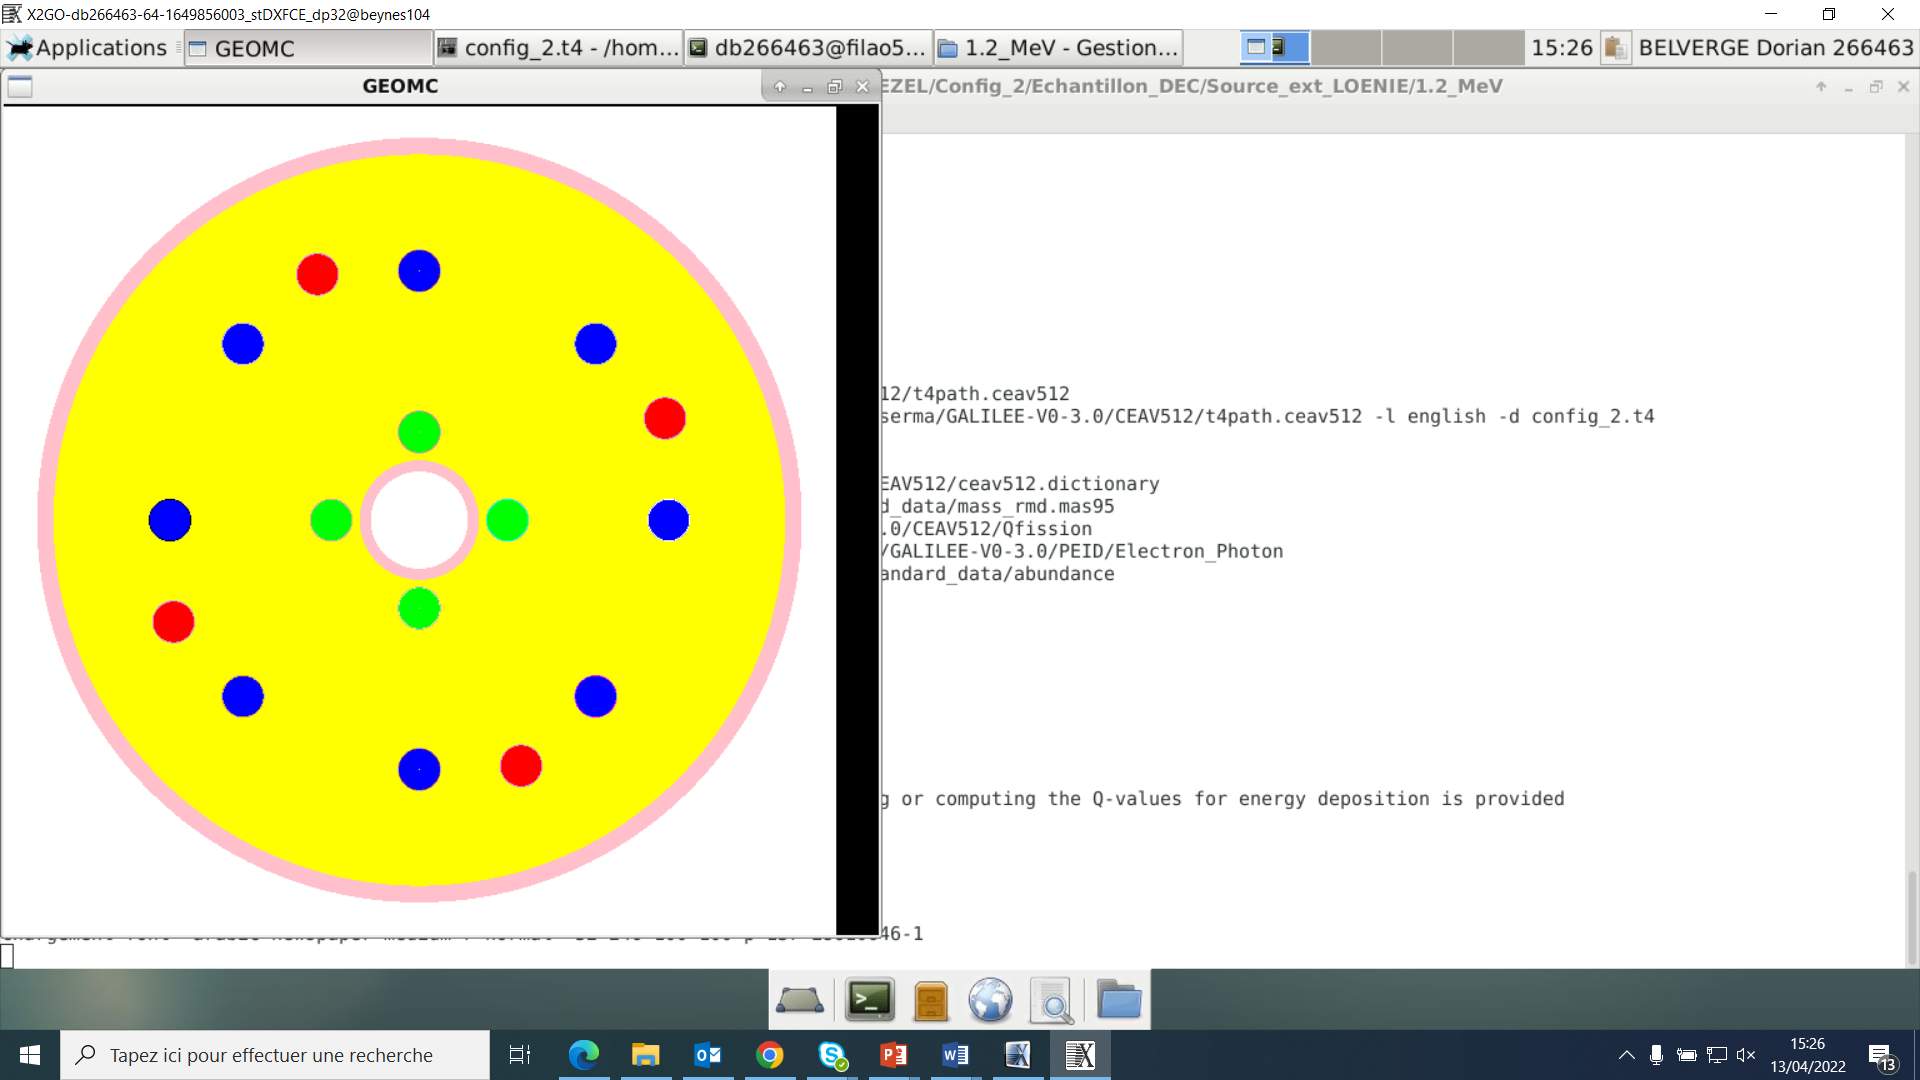 X2GO-db266463-64-1649856003_stDXFCE_dp32@beynes104
Applications
GEOMC
config_2.t4 - /hom...
db266463@filao5...
1.2_MeV - Gestion...
15:26
BELVERGE Dorian 266463
GEOMC
EZEL/Config_2/Echantillon_DEC/Source_ext_LOENIE/1.2_MeV
12/t4path.ceav512
serma/GALILEE-V0-3.0/CEAV512/t4path.ceav512 -l english -d config_2.t4
EAV512/ceav512.dictionary
d_data/mass_rmd.mas95
.0/CEAV512/Qfission
/GALILEE-V0-3.0/PEID/Electron_Photon
andard_data/abundance
g or computing the Q-values for energy deposition is provided
46-1
Tapez ici pour effectuer une recherche
15:26
13/04/2022
13